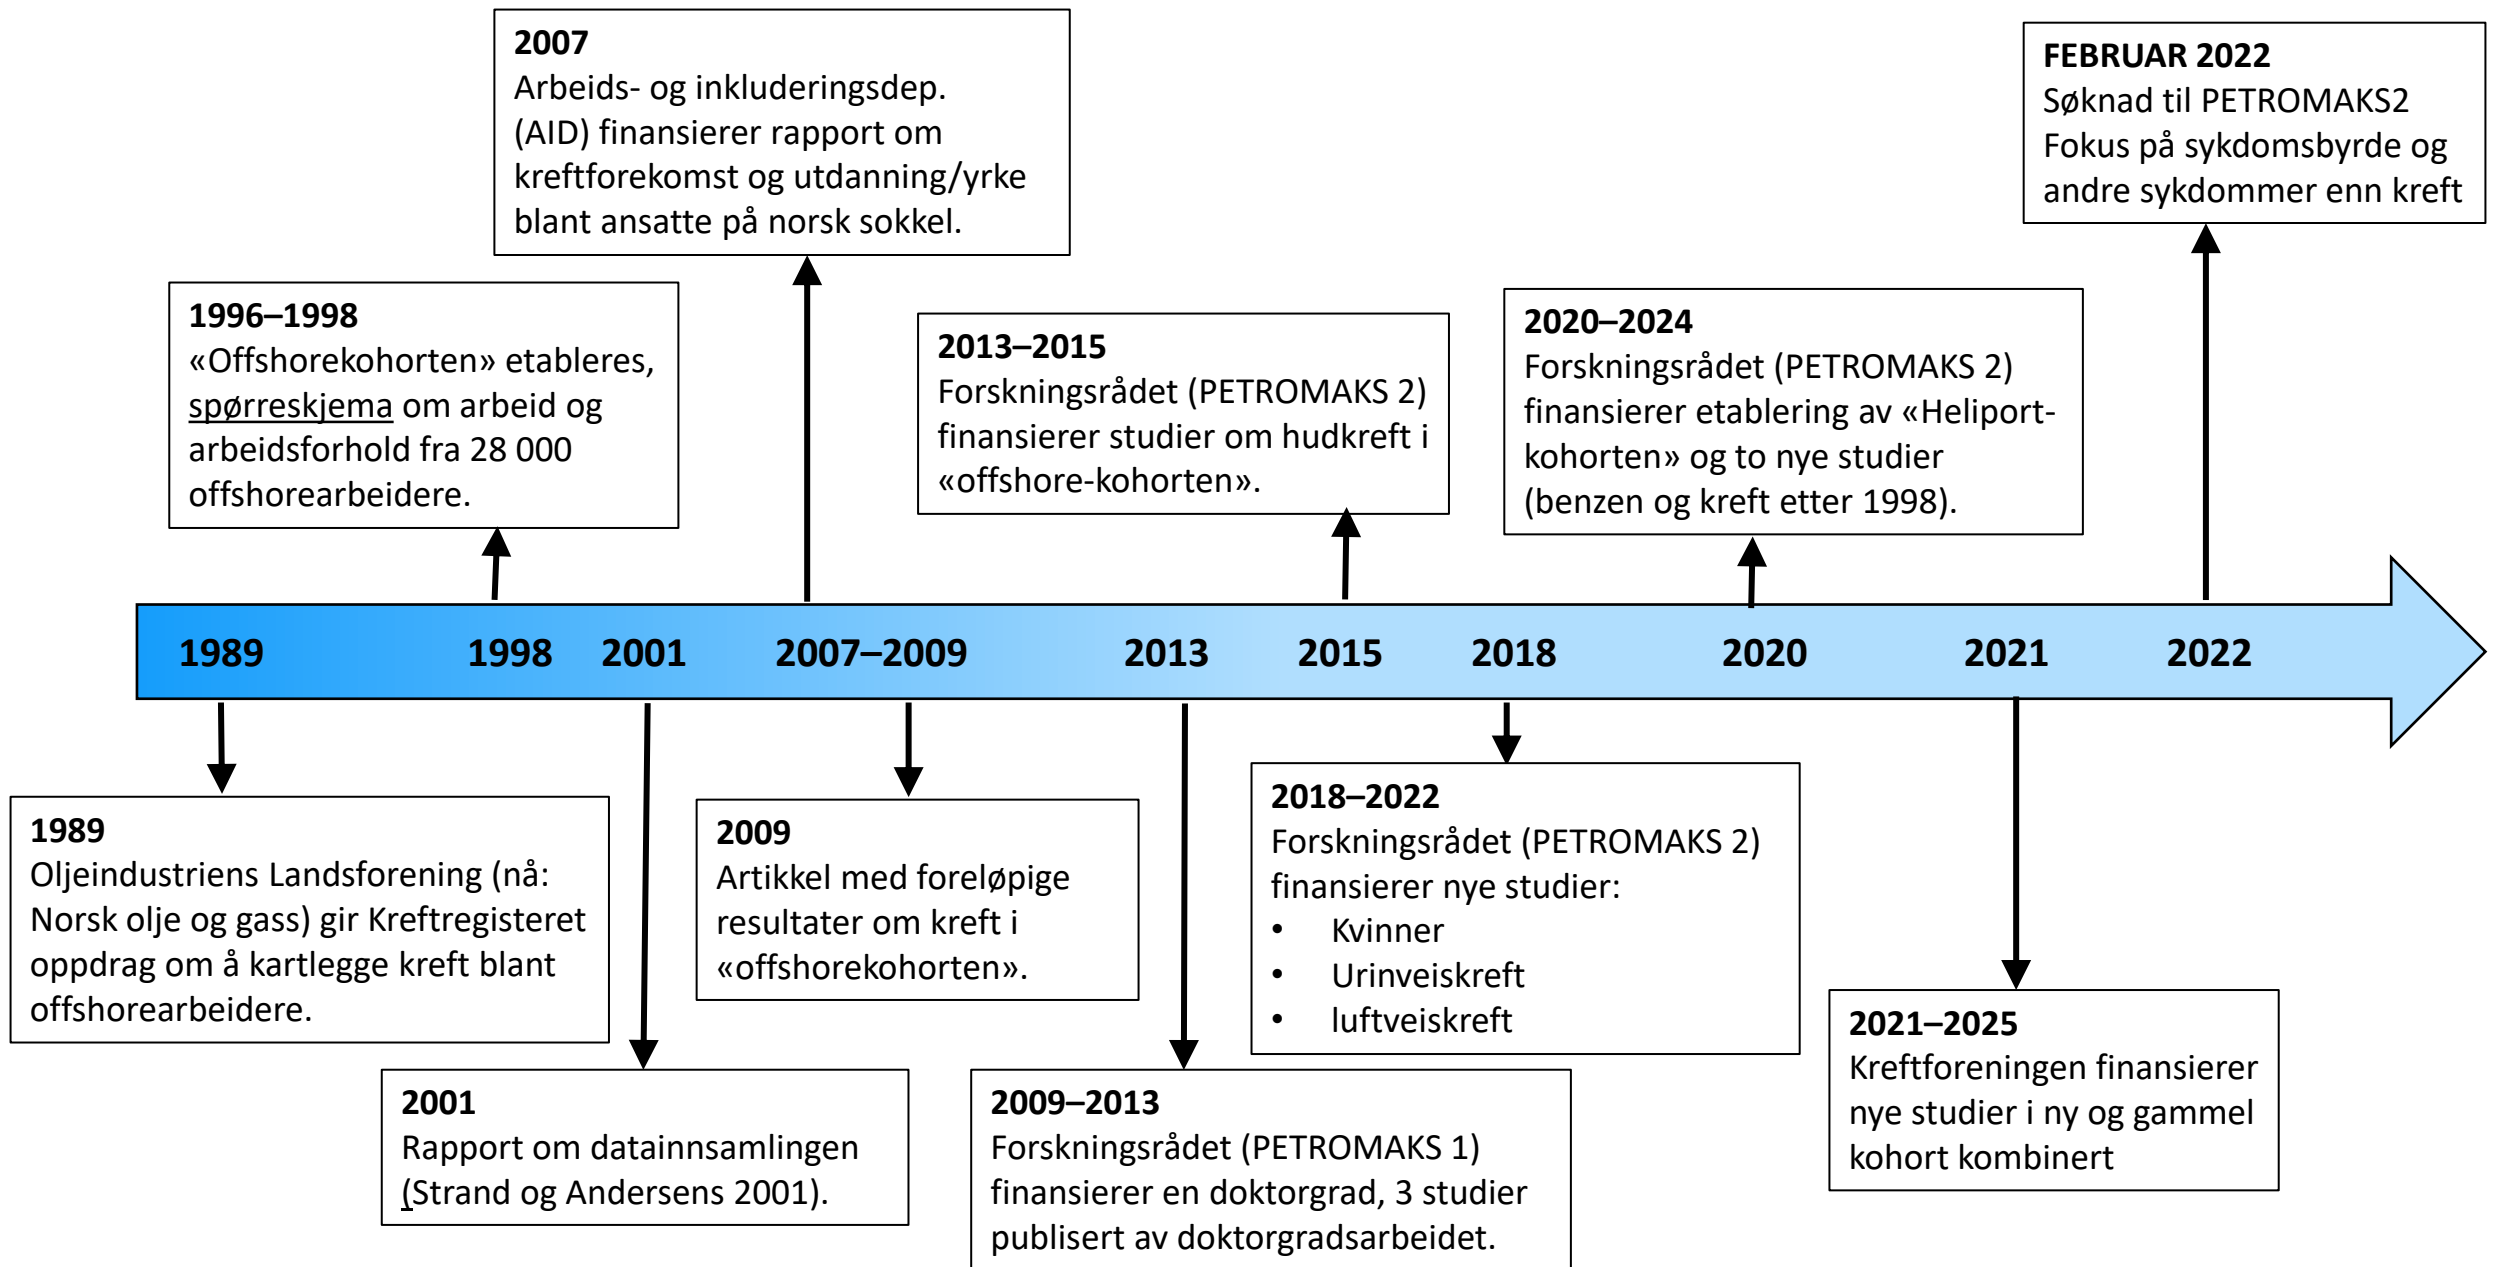 2007
Arbeids- og inkluderingsdep.
(AID) finansierer rapport om
kreftforekomst og utdanning/yrke
blant ansatte på norsk sokkel.
FEBRUAR 2022
Søknad til PETROMAKS2
Fokus på sykdomsbyrde og
andre sykdommer enn kreft
1996–1998
«Offshorekohorten» etableres,
spørreskjema om arbeid og
arbeidsforhold fra 28 000
offshorearbeidere.
2013–2015
Forskningsrådet (PETROMAKS 2)
finansierer studier om hudkreft i
«offshore-kohorten».
2020–2024
Forskningsrådet (PETROMAKS 2)
finansierer etablering av «Heliport-
kohorten» og to nye studier
(benzen og kreft etter 1998).
1989 1998 2001 2007–2009 2013 2015 2018 2020 2021 2022
1989
Oljeindustriens Landsforening (nå:
Norsk olje og gass) gir Kreftregisteret
oppdrag om å kartlegge kreft blant
offshorearbeidere.
2001
Rapport om datainnsamlingen
(Strand og Andersens 2001).
2009
Artikkel med foreløpige
resultater om kreft i
«offshorekohorten».
2009–2013
Forskningsrådet (PETROMAKS 1)
finansierer en doktorgrad, 3 studier
publisert av doktorgradsarbeidet.
2018–2022
Forskningsrådet (PETROMAKS 2)
finansierer nye studier:
• Kvinner
• Urinveiskreft
• luftveiskreft
2021–2025
Kreftforeningen finansierer
nye studier i ny og gammel
kohort kombinert